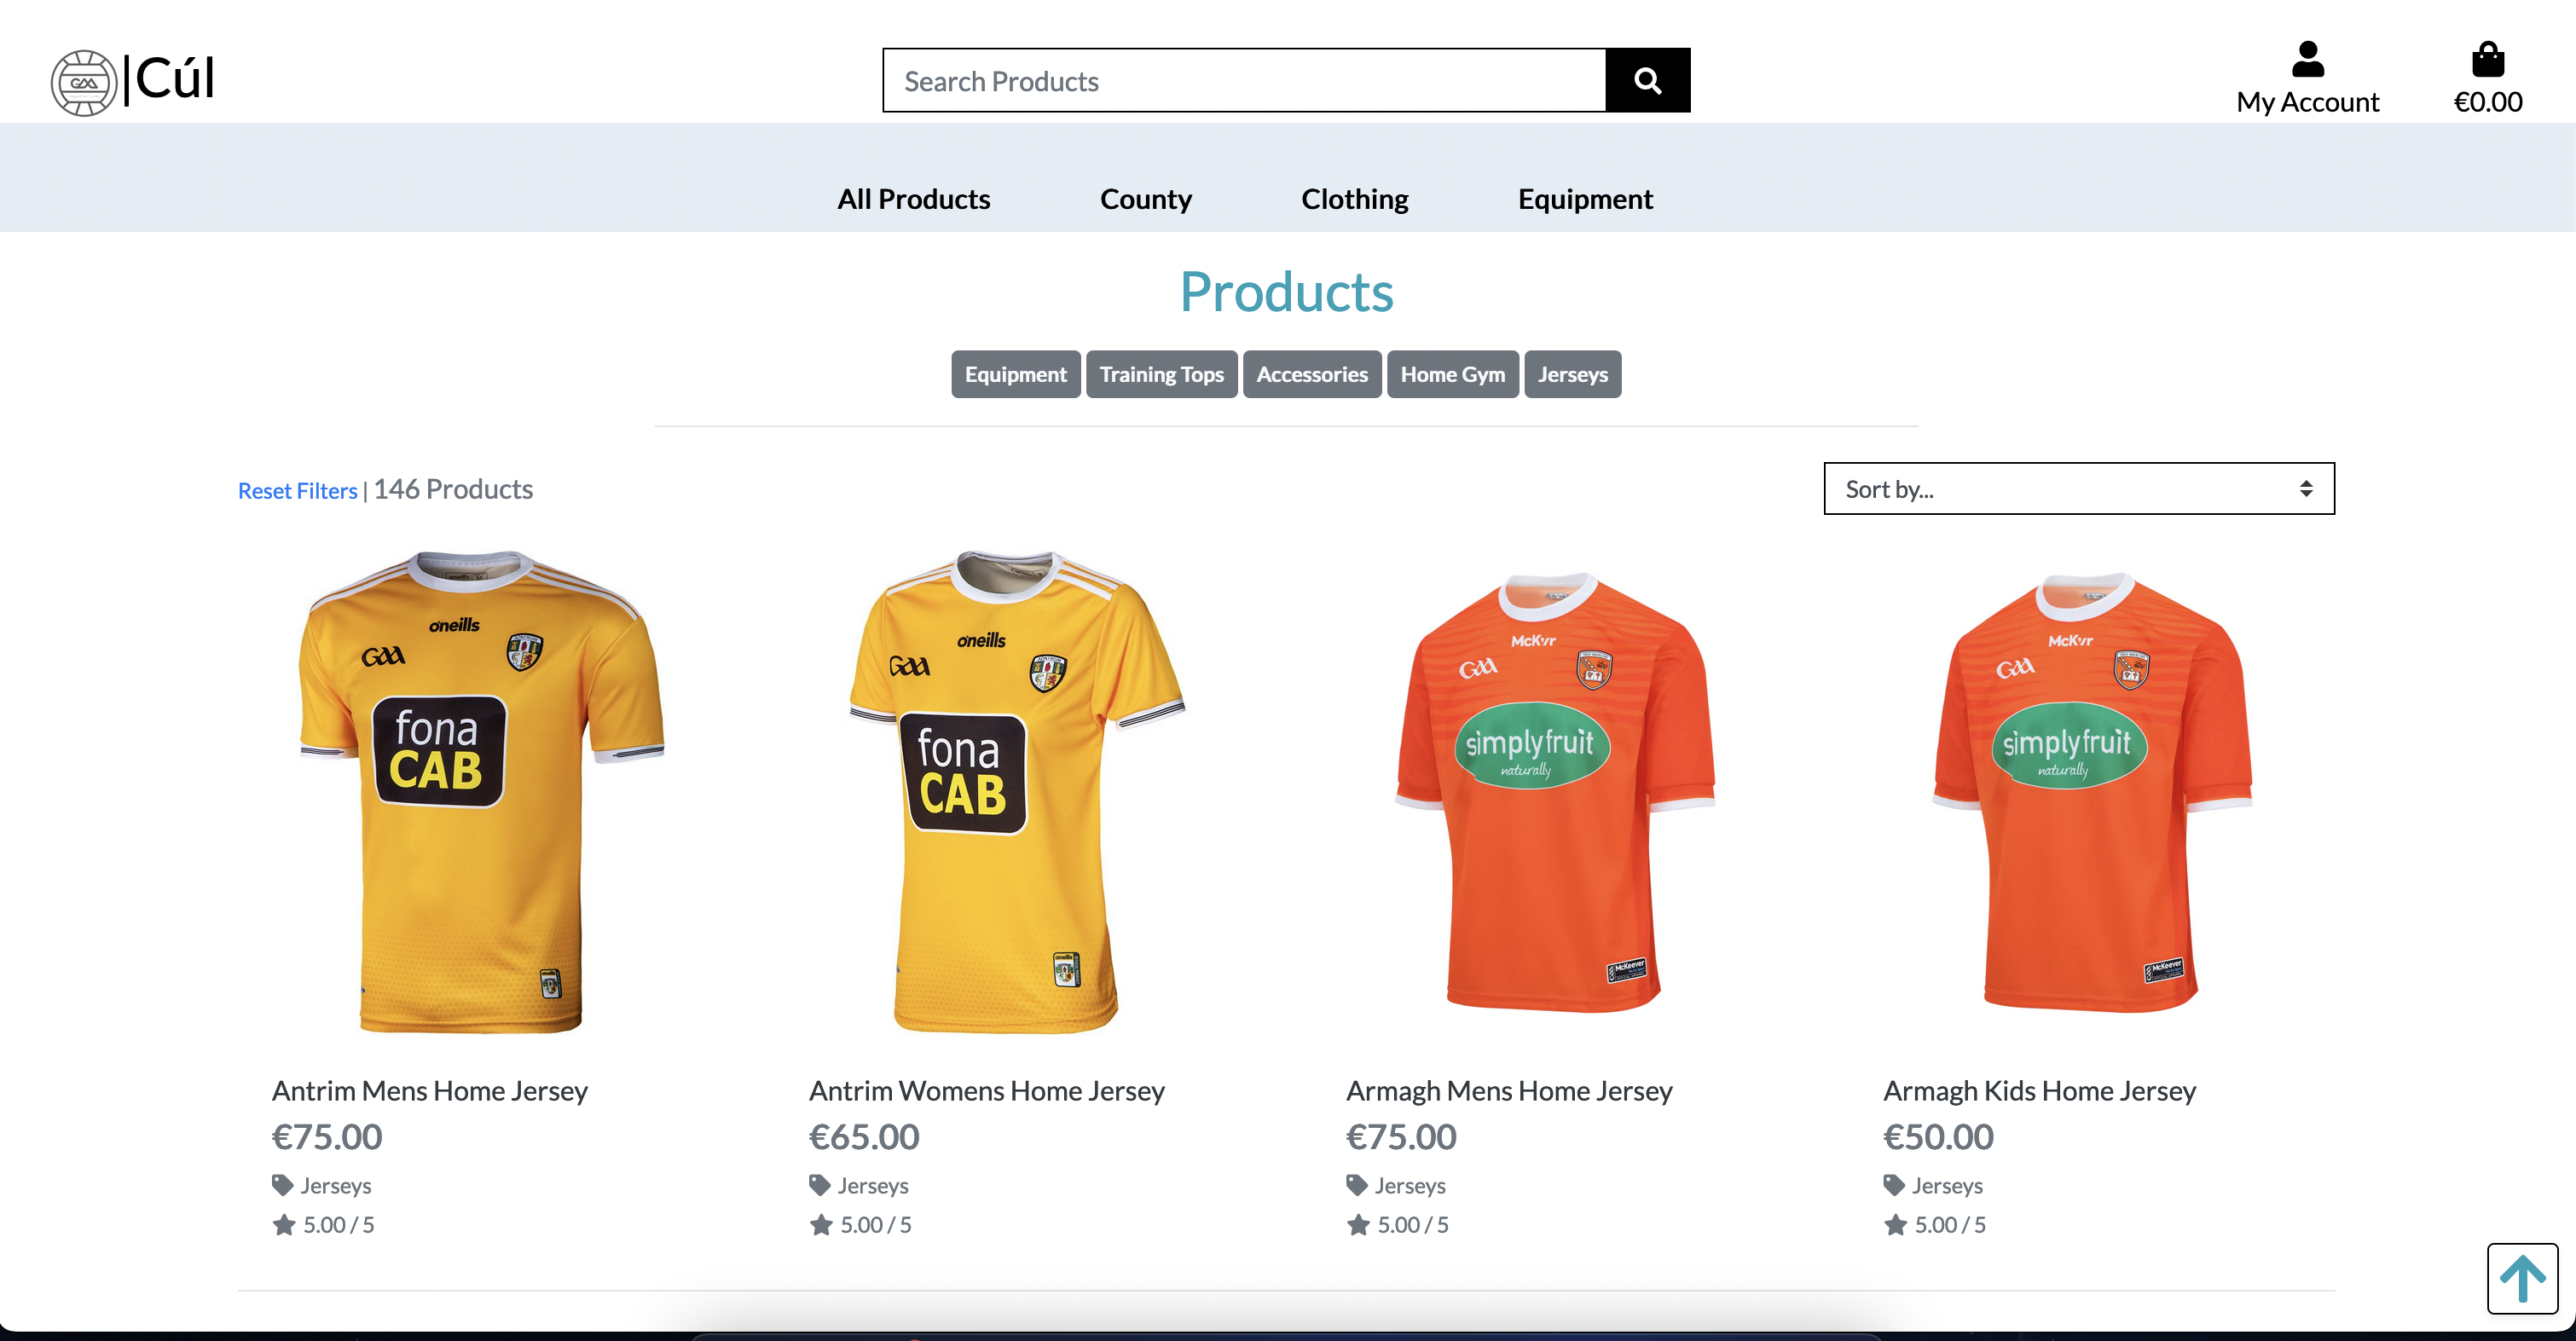 GAA
|Cúl
Search Products
My Account
€0.00
All Products
County
Clothing
Equipment
Products
Equipment
Training Tops
Accessories
Home Gym
Jerseys
Reset Filters | 146 Products
Sort by...
o'neills
GAA
fona
CAB
o'neills
GAA
fona
CAB
McKvr
GAA
simplyfruit
naturally
McKeever
McKvr
GAA
simplyfruit
naturally
McKeever
Antrim Mens Home Jersey
€75.00
Jerseys
5.00 / 5
Antrim Womens Home Jersey
€65.00
Jerseys
5.00 / 5
Armagh Mens Home Jersey
€75.00
Jerseys
5.00 / 5
Armagh Kids Home Jersey
€50.00
Jerseys
5.00 / 5